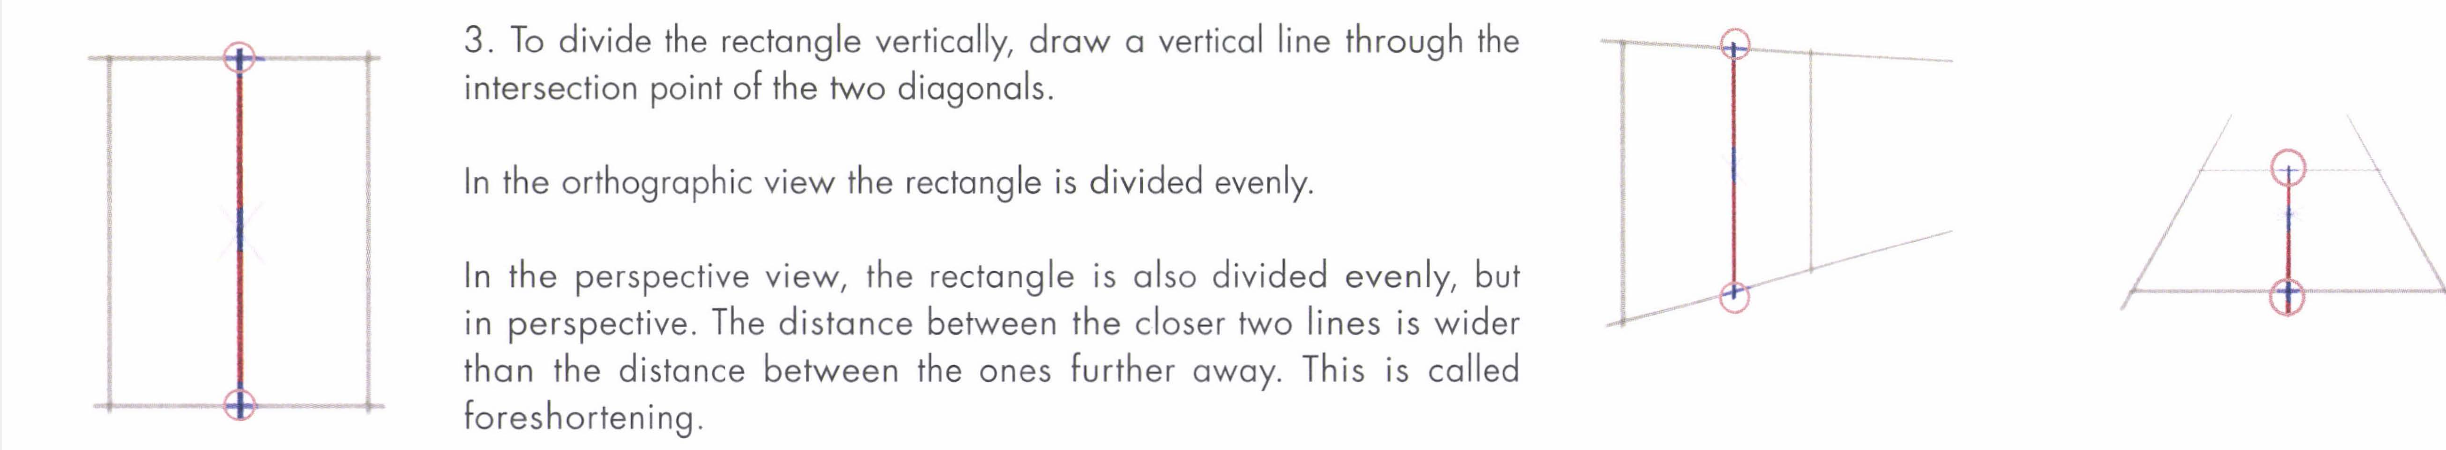 3. To divide the rectangle vertically, draw a vertical line through the
intersection point of the two diagonals.
In the orthographic view the rectangle is divided evenly.
In the perspective view, the rectangle is also divided evenly, but
in perspective. The distance between the closer two lines is wider
than the distance between the ones further away. This is called
foreshortening.